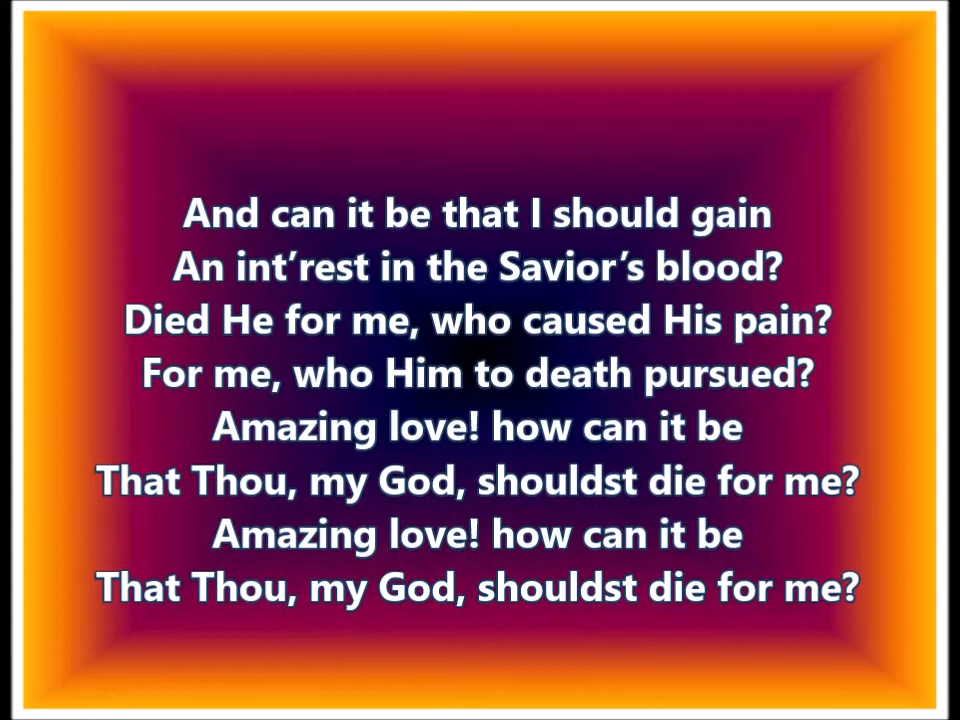 And can it be that I should gain
An int’rest in the Savior’s blood?
Died He for me, who caused His pain?
For me, who Him to death pursued?
Amazing love! how can it be
That Thou, my God, shouldst die for me?
Amazing love! how can it be
That Thou, my God, shouldst die for me?